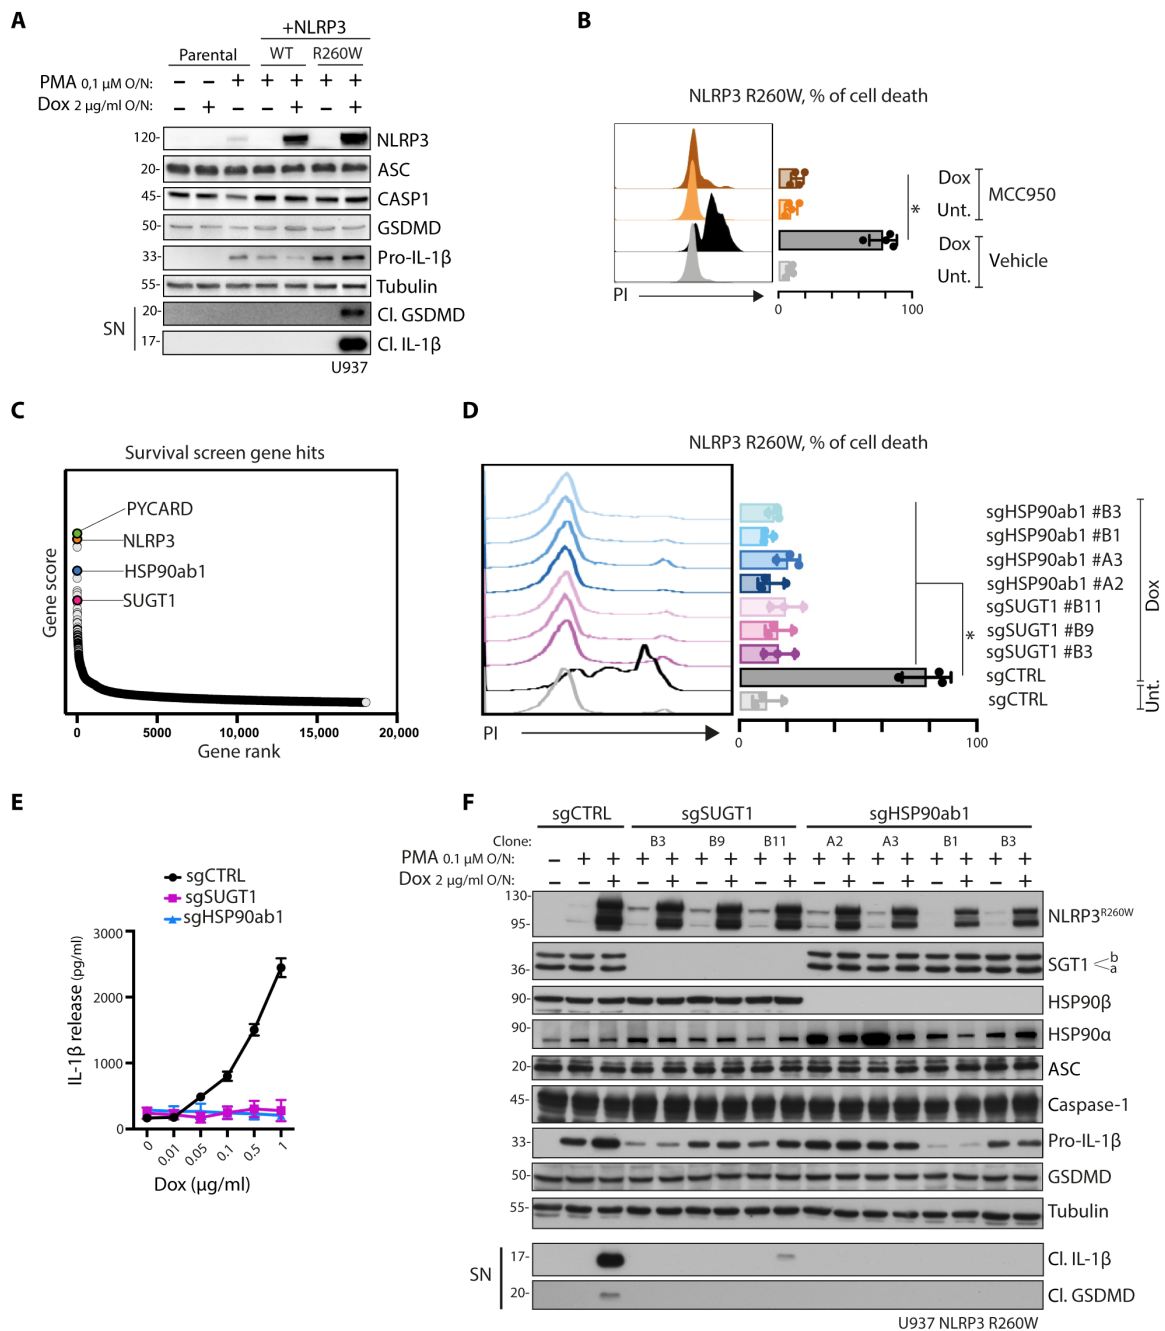 A
+NLRP3
Parental WT R260W
PMA 0,1 µM O/N: – – + + + + +
Dox 2 µg/ml O/N: – + – – + – +
120- NLRP3
20- ASC
45- CASP1
50- GSDMD
33- Pro-IL-1β
55- Tubulin
SN
20- Cl. GSDMD
17- Cl. IL-1β
U937
B
NLRP3 R260W, % of cell death
Dox
Unt.
MCC950
*
Dox
Unt.
Vehicle
PI
0 100
C
Survival screen gene hits
PYCARD
NLRP3
HSP90ab1
SUGT1
Gene score
0 5000 10,000 15,000 20,000
Gene rank
D
NLRP3 R260W, % of cell death
sgHSP90ab1 #B3
sgHSP90ab1 #B1
sgHSP90ab1 #A3
sgHSP90ab1 #A2
sgSUGT1 #B11
sgSUGT1 #B9
sgSUGT1 #B3
sgCTRL
sgCTRL
*
Dox
Unt.
PI
0 100
E
sgCTRL
sgSUGT1
sgHSP90ab1
IL-1β release (pg/ml)
3000
2000
1000
0
0 0.01 0.05 0.1 0.5 1
Dox (µg/ml)
F
sgCTRL sgSUGT1 sgHSP90ab1
Clone: B3 B9 B11 A2 A3 B1 B3
PMA 0.1 µM O/N: – + + + + + + + + + + + + + + + +
Dox 2 µg/ml O/N: – – + – + – + – + – + – + – + – +
130-
95-
NLRP3R260W
36-
SGT1
b
a
90- HSP90β
90- HSP90α
20- ASC
45- Caspase-1
33- Pro-IL-1β
50- GSDMD
55- Tubulin
SN
17- Cl. IL-1β
20- Cl. GSDMD
U937 NLRP3 R260W